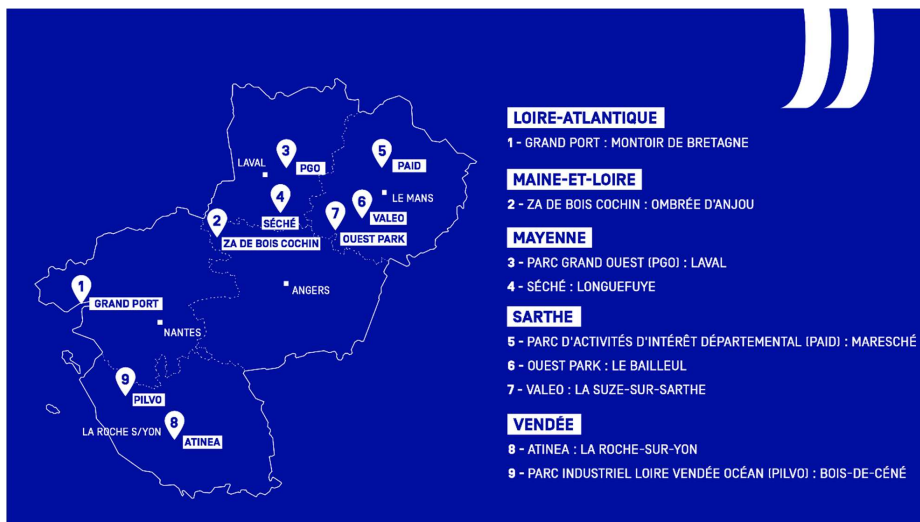 3
5
LAVAL
PGO
PAID
4
6
LE MANS
2
SÉCHÉ
7
VALEO
ZA DE BOIS COCHIN
OUEST PARK
1
ANGERS
GRAND PORT
NANTES
9
PILVO
8
LA ROCHE S/YON
ATINEA
LOIRE-ATLANTIQUE
1 - GRAND PORT : MONTOIR DE BRETAGNE
MAINE-ET-LOIRE
2 - ZA DE BOIS COCHIN : OMBRÉE D'ANJOU
MAYENNE
3 - PARC GRAND OUEST (PGO) : LAVAL
4 - SÉCHÉ : LONGUEFUYE
SARTHE
5 - PARC D'ACTIVITÉS D'INTÉRÊT DÉPARTEMENTAL (PAID) : MARESCHÉ
6 - OUEST PARK : LE BAILLEUL
7 - VALEO : LA SUZE-SUR-SARTHE
VENDÉE
8 - ATINEA : LA ROCHE-SUR-YON
9 - PARC INDUSTRIEL LOIRE VENDÉE OCÉAN (PILVO) : BOIS-DE-CÉNÉ